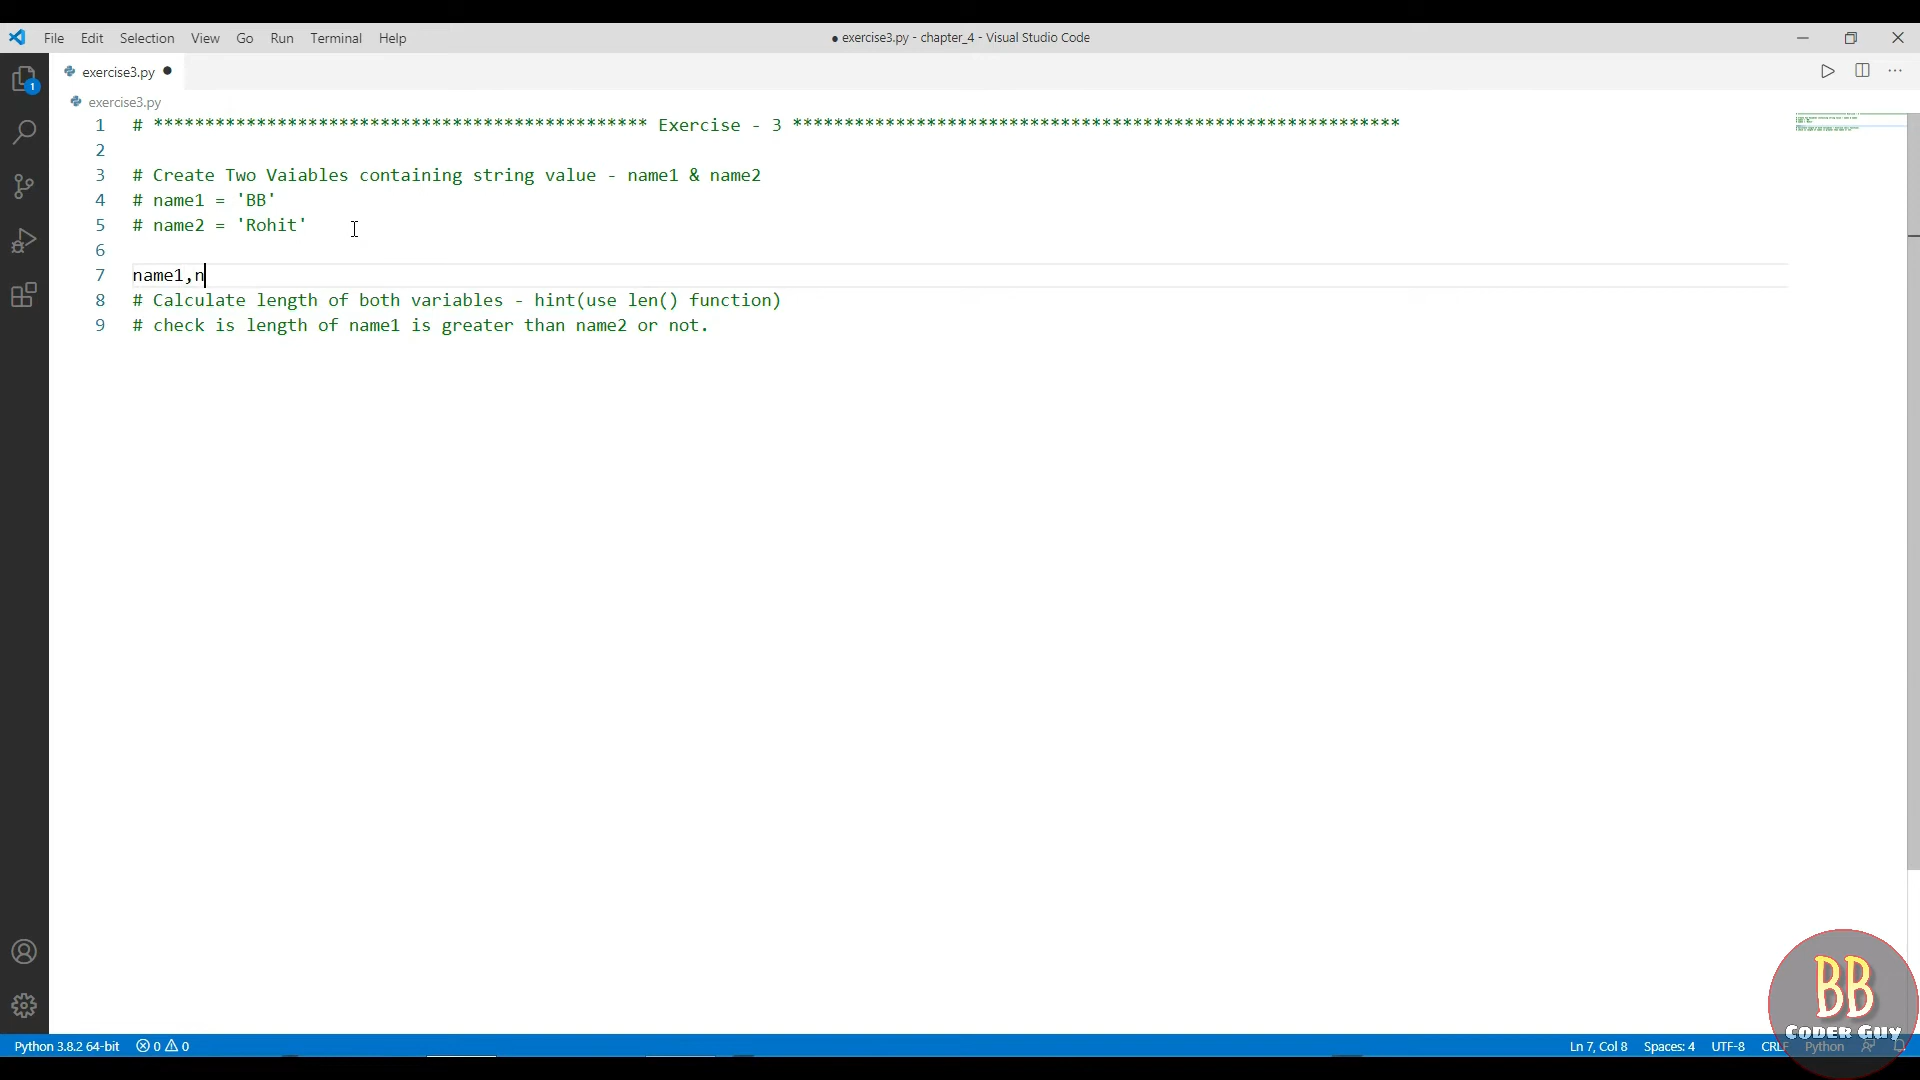 File Edit Selection View Go Run Terminal Help
● exercise3.py - chapter_4 - Visual Studio Code
exercise3.py ●
exercise3.py
1
1 # ************************************************ Exercise - 3 ***********************************************************
2
3 # Create Two Vaiables containing string value - name1 & name2
4 # name1 = 'BB'
5 # name2 = 'Rohit'
6
7 name1,n
8 # Calculate length of both variables - hint(use len() function)
9 # check is length of name1 is greater than name2 or not.
BB
CODER GUY
Python 3.8.2 64-bit 0 0 Ln 7, Col 8 Spaces: 4 UTF-8 CRLF Python